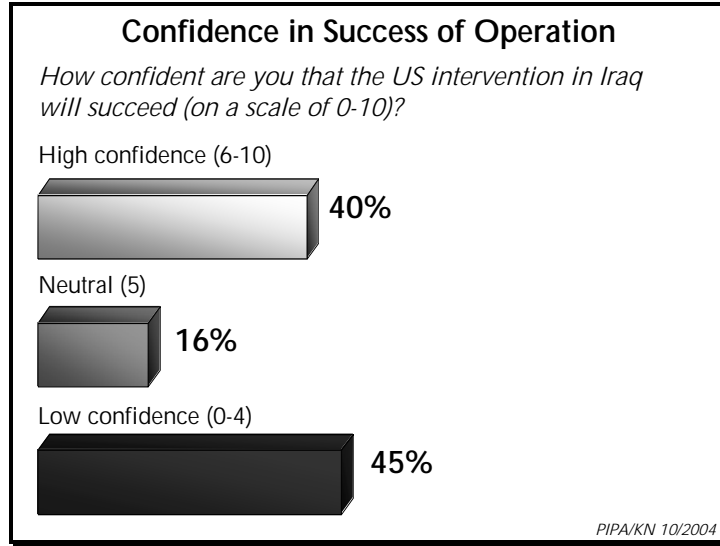 Confidence in Success of Operation
How confident are you that the US intervention in Iraq
will succeed (on a scale of 0-10)?
High confidence (6-10)
40%
Neutral (5)
16%
Low confidence (0-4)
45%
PIPA/KN 10/2004